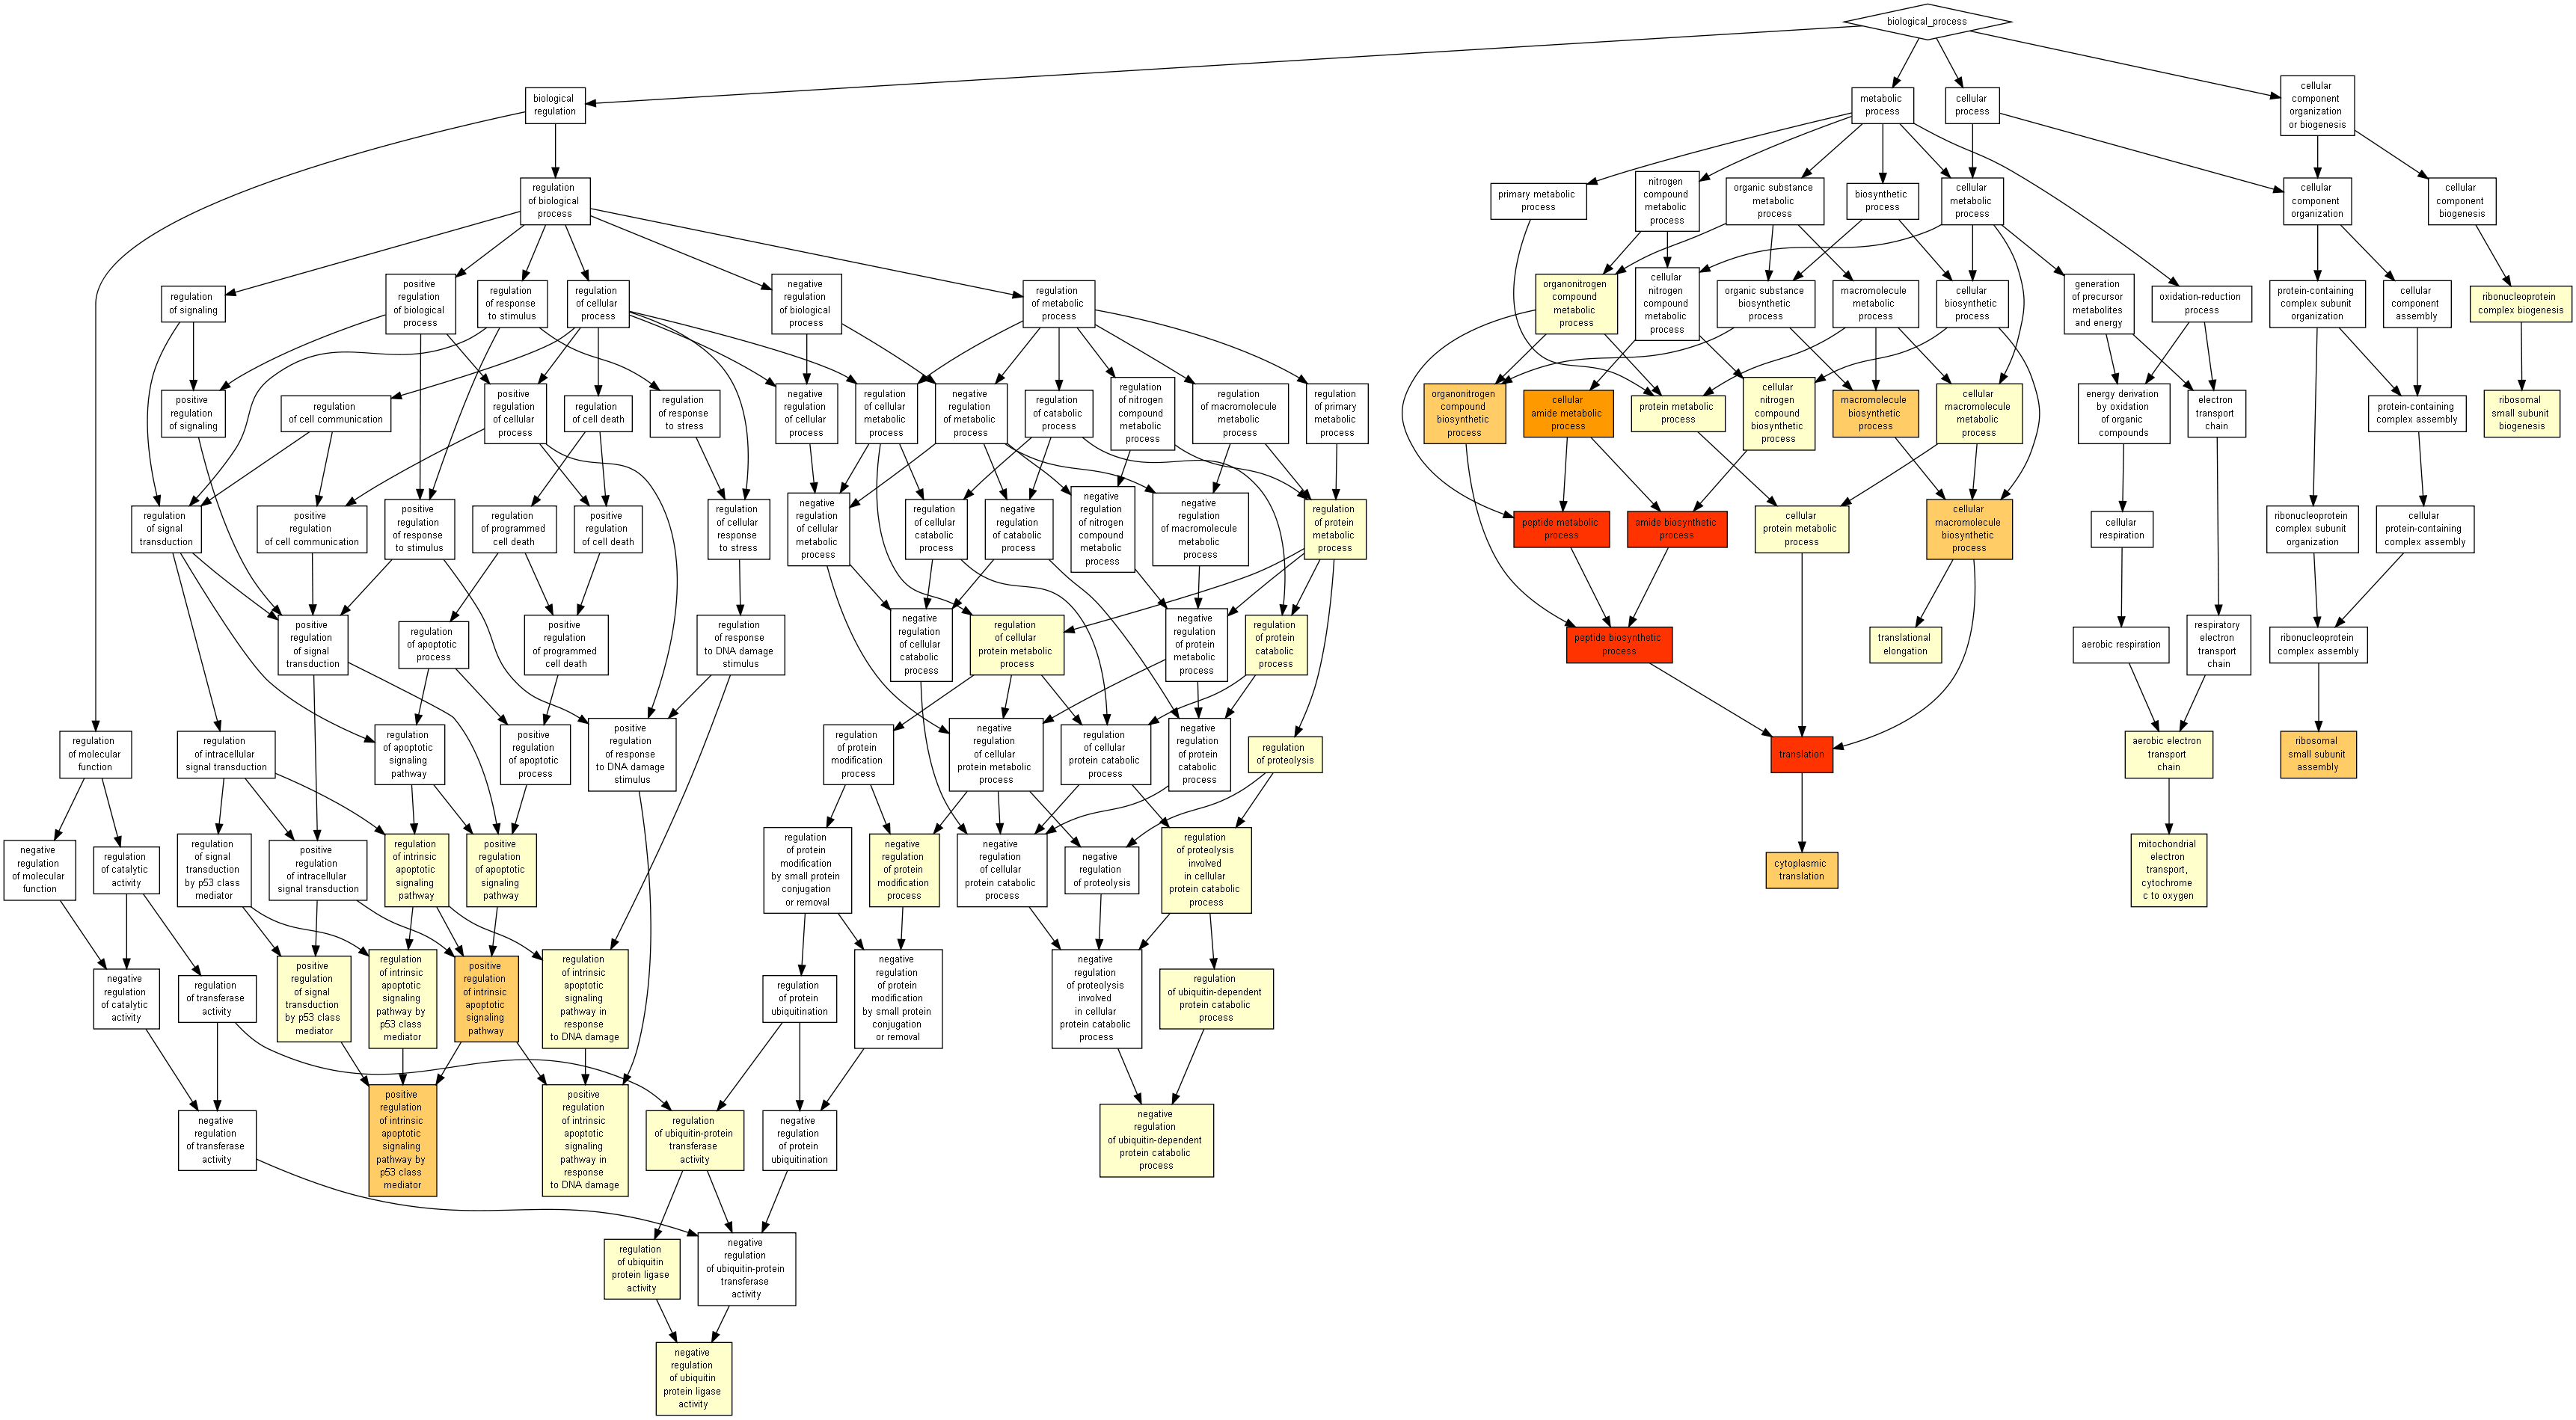 biological_process
biological
regulation
metabolic
process
cellular
process
cellular
component
organization
or biogenesis
regulation
of biological
process
primary metabolic
process
nitrogen
compound
metabolic
process
organic substance
metabolic
process
biosynthetic
process
cellular
metabolic
process
cellular
component
organization
cellular
component
biogenesis
regulation
of signaling
positive
regulation
of biological
process
regulation
of response
to stimulus
regulation
of cellular
process
negative
regulation
of biological
process
regulation
of metabolic
process
organonitrogen
compound
metabolic
process
cellular
nitrogen
compound
metabolic
process
organic substance
biosynthetic
process
macromolecule
metabolic
process
cellular
biosynthetic
process
generation
of precursor
metabolites
and energy
oxidation-reduction
process
protein-containing
complex subunit
organization
cellular
component
assembly
ribonucleoprotein
complex biogenesis
positive
regulation
of signaling
regulation
of cell communication
positive
regulation
of cellular
process
regulation
of cell death
regulation
of response
to stress
negative
regulation
of cellular
process
regulation
of cellular
metabolic
process
negative
regulation
of metabolic
process
regulation
of catabolic
process
regulation
of nitrogen
compound
metabolic
process
regulation
of macromolecule
metabolic
process
regulation
of primary
metabolic
process
organonitrogen
compound
biosynthetic
process
cellular
amide metabolic
process
protein metabolic
process
cellular
nitrogen
compound
biosynthetic
process
macromolecule
biosynthetic
process
cellular
macromolecule
metabolic
process
energy derivation
by oxidation
of organic
compounds
electron
transport
chain
protein-containing
complex assembly
ribosomal
small subunit
biogenesis
regulation
of signal
transduction
positive
regulation
of cell communication
positive
regulation
of response
to stimulus
regulation
of programmed
cell death
positive
regulation
of cell death
regulation
of cellular
response
to stress
negative
regulation
of cellular
metabolic
process
regulation
of cellular
catabolic
process
negative
regulation
of catabolic
process
negative
regulation
of nitrogen
compound
metabolic
process
negative
regulation
of macromolecule
metabolic
process
regulation
of protein
metabolic
process
peptide metabolic
process
amide biosynthetic
process
cellular
protein metabolic
process
cellular
macromolecule
biosynthetic
process
cellular
respiration
ribonucleoprotein
complex subunit
organization
cellular
protein-containing
complex assembly
positive
regulation
of signal
transduction
regulation
of apoptotic
process
positive
regulation
of programmed
cell death
regulation
of response
to DNA damage
stimulus
negative
regulation
of cellular
catabolic
process
regulation
of cellular
protein metabolic
process
negative
regulation
of protein
metabolic
process
regulation
of protein
catabolic
process
peptide biosynthetic
process
translational
elongation
aerobic respiration
respiratory
electron
transport
chain
ribonucleoprotein
complex assembly
regulation
of molecular
function
regulation
of intracellular
signal transduction
regulation
of apoptotic
signaling
pathway
positive
regulation
of apoptotic
process
positive
regulation
of response
to DNA damage
stimulus
regulation
of protein
modification
process
negative
regulation
of cellular
protein metabolic
process
regulation
of cellular
protein catabolic
process
negative
regulation
of protein
catabolic
process
regulation
of proteolysis
translation
aerobic electron
transport
chain
ribosomal
small subunit
assembly
negative
regulation
of molecular
function
regulation
of catalytic
activity
regulation
of signal
transduction
by p53 class
mediator
positive
regulation
of intracellular
signal transduction
regulation
of intrinsic
apoptotic
signaling
pathway
positive
regulation
of apoptotic
signaling
pathway
regulation
of protein
modification
by small protein
conjugation
or removal
negative
regulation
of protein
modification
process
negative
regulation
of cellular
protein catabolic
process
negative
regulation
of proteolysis
regulation
of proteolysis
involved
in cellular
protein catabolic
process
cytoplasmic
translation
mitochondrial
electron
transport,
cytochrome
c to oxygen
negative
regulation
of catalytic
activity
regulation
of transferase
activity
positive
regulation
of signal
transduction
by p53 class
mediator
regulation
of intrinsic
apoptotic
signaling
pathway by
p53 class
mediator
positive
regulation
of intrinsic
apoptotic
signaling
pathway
regulation
of intrinsic
apoptotic
signaling
pathway in
response
to DNA damage
regulation
of protein
ubiquitination
negative
regulation
of protein
modification
by small protein
conjugation
or removal
negative
regulation
of proteolysis
involved
in cellular
protein catabolic
process
regulation
of ubiquitin-dependent
protein catabolic
process
negative
regulation
of transferase
activity
positive
regulation
of intrinsic
apoptotic
signaling
pathway by
p53 class
mediator
positive
regulation
of intrinsic
apoptotic
signaling
pathway in
response
to DNA damage
regulation
of ubiquitin-protein
transferase
activity
negative
regulation
of protein
ubiquitination
negative
regulation
of ubiquitin-dependent
protein catabolic
process
regulation
of ubiquitin
protein ligase
activity
negative
regulation
of ubiquitin-protein
transferase
activity
negative
regulation
of ubiquitin
protein ligase
activity